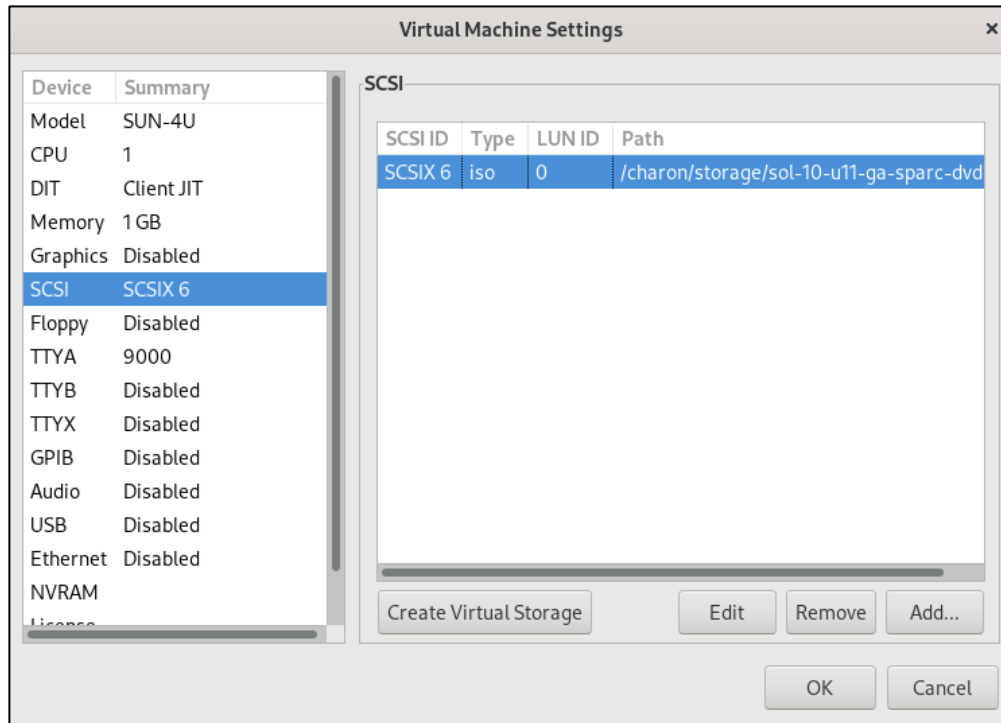 Virtual Machine Settings ×
Device Summary
Model SUN-4U
CPU 1
DIT Client JIT
Memory 1 GB
Graphics Disabled
SCSI SCSIX 6
Floppy Disabled
TTYA 9000
TTYB Disabled
TTYX Disabled
GPIB Disabled
Audio Disabled
USB Disabled
Ethernet Disabled
NVRAM
License
SCSI
SCSI ID Type LUN ID Path
SCSIX 6 iso 0 /charon/storage/sol-10-u11-ga-sparc-dvd
Create Virtual Storage Edit Remove Add...
OK Cancel